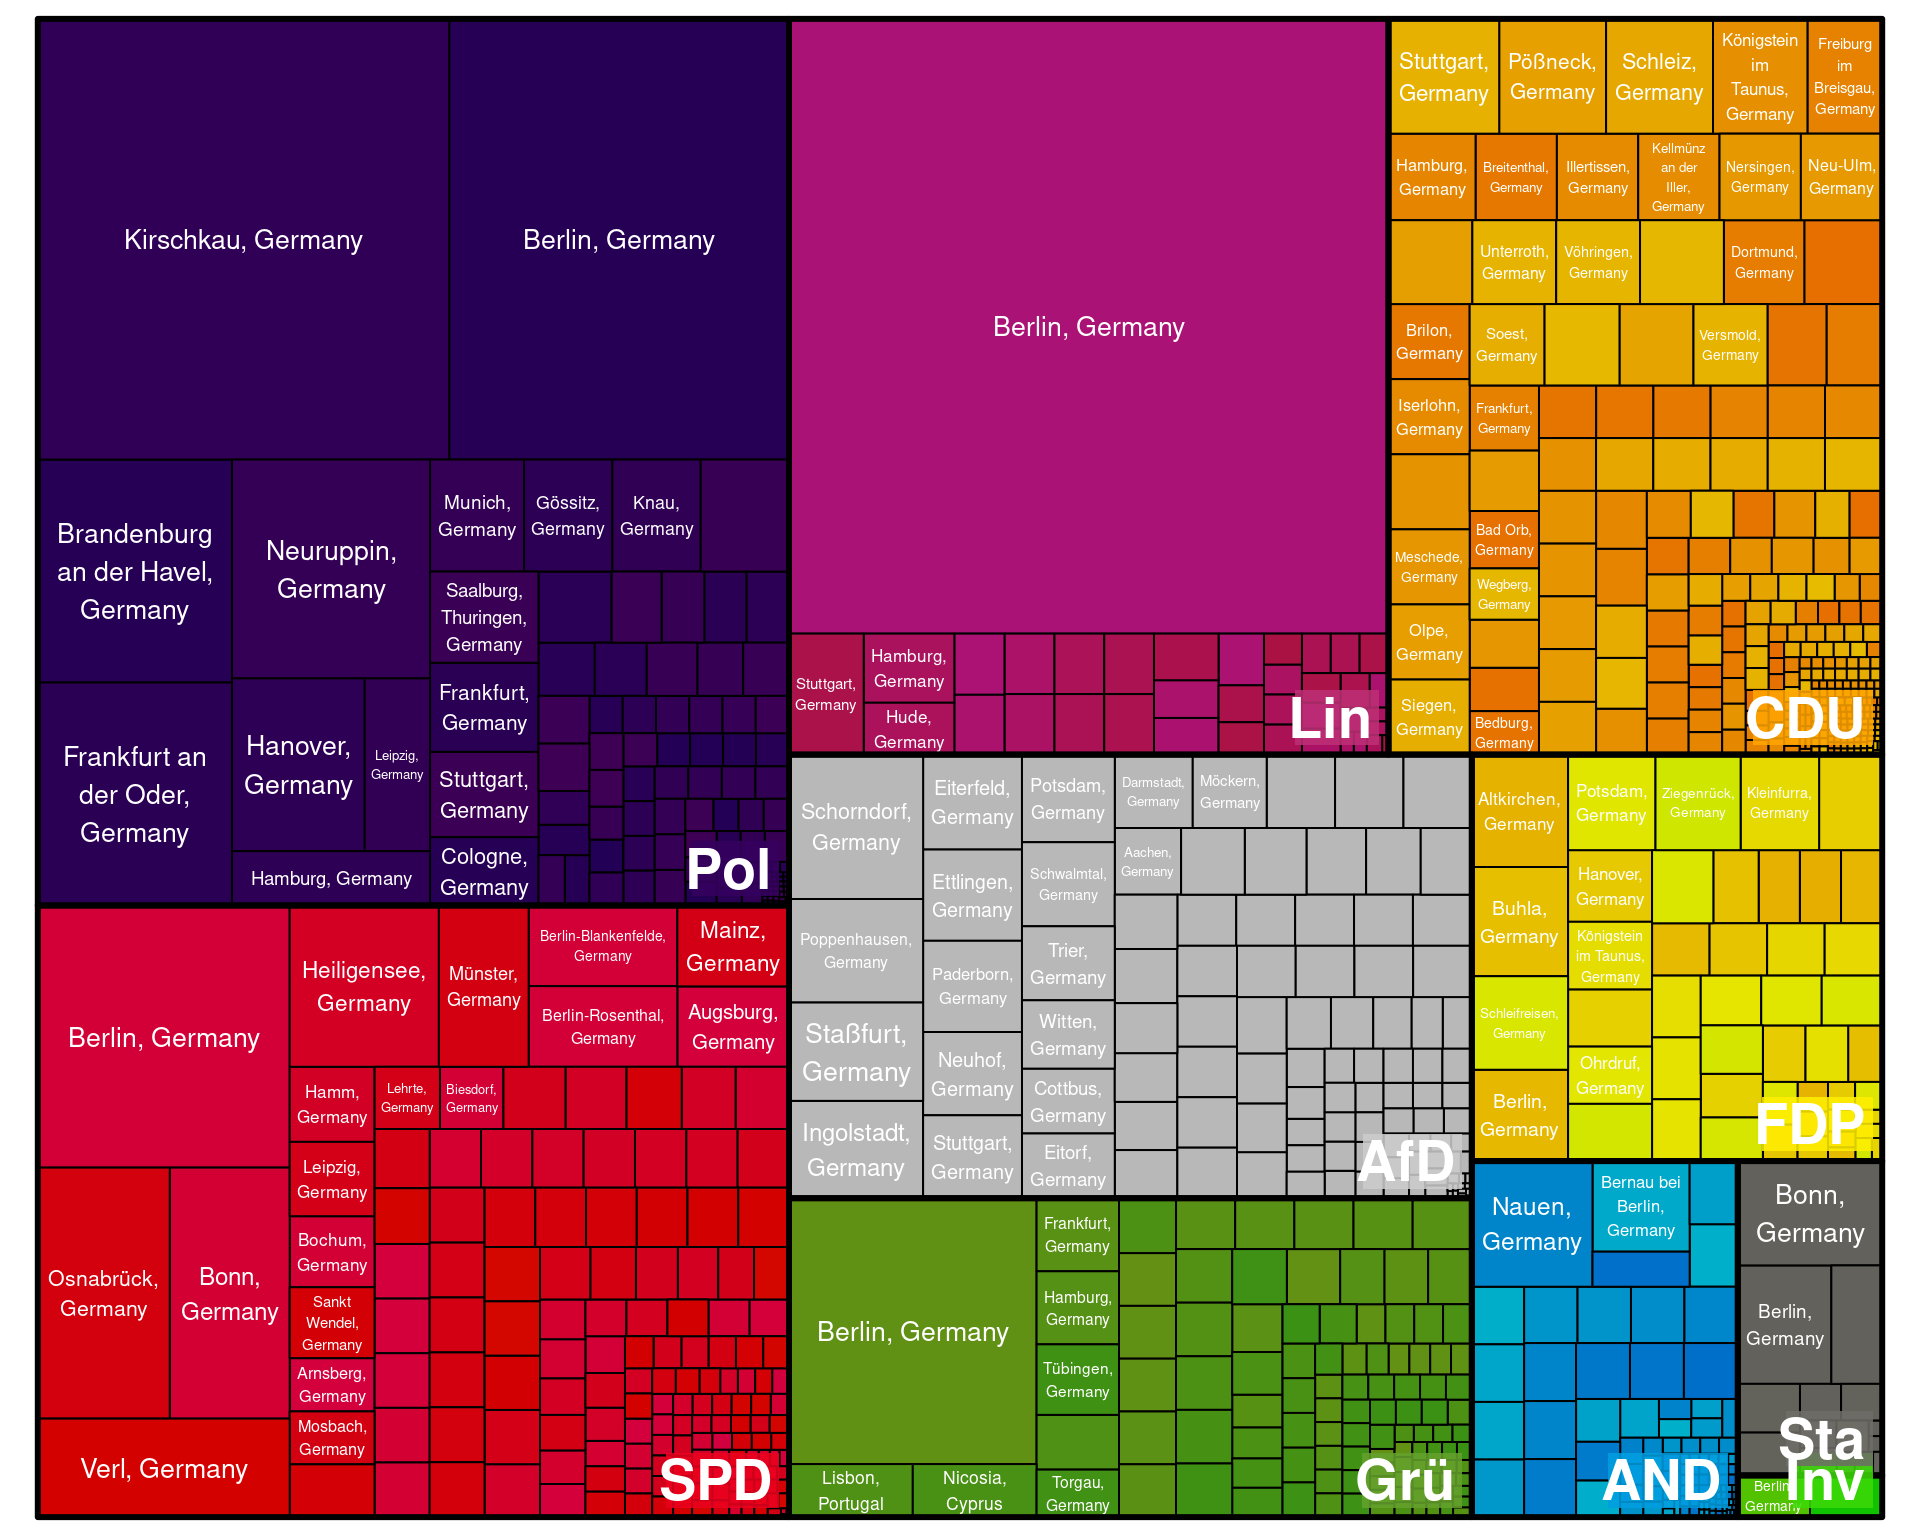 Kirschkau, Germany
Berlin, Germany
Brandenburg
an der Havel,
Germany
Neuruppin,
Germany
Munich,
Germany
Gössitz,
Germany
Knau,
Germany
Saalburg,
Thuringen,
Germany
Frankfurt an
der Oder,
Germany
Hanover,
Germany
Leipzig,
Germany
Frankfurt,
Germany
Stuttgart,
Germany
Cologne,
Germany
Hamburg, Germany
Pol
Berlin, Germany
Stuttgart,
Germany
Hamburg,
Germany
Hude,
Germany
Lin
Stuttgart,
Germany
Pößneck,
Germany
Schleiz,
Germany
Königstein
im
Taunus,
Germany
Freiburg
im
Breisgau,
Germany
Hamburg,
Germany
Breitenthal,
Germany
Illertissen,
Germany
Kellmünz
an der
Iller,
Germany
Nersingen,
Germany
Neu-Ulm,
Germany
Unterroth,
Germany
Vöhringen,
Germany
Dortmund,
Germany
Brilon,
Germany
Soest,
Germany
Versmold,
Germany
Iserlohn,
Germany
Frankfurt,
Germany
Bad Orb,
Germany
Meschede,
Germany
Wegberg,
Germany
Olpe,
Germany
Siegen,
Germany
Bedburg,
Germany
CDU
Berlin, Germany
Heiligensee,
Germany
Münster,
Germany
Berlin-Blankenfelde,
Germany
Mainz,
Germany
Berlin-Rosenthal,
Germany
Augsburg,
Germany
Hamm,
Germany
Lehrte,
Germany
Biesdorf,
Germany
Leipzig,
Germany
Osnabrück,
Germany
Bonn,
Germany
Bochum,
Germany
Sankt
Wendel,
Germany
Arnsberg,
Germany
Mosbach,
Germany
Verl, Germany
SPD
Schorndorf,
Germany
Eiterfeld,
Germany
Potsdam,
Germany
Darmstadt,
Germany
Möckern,
Germany
Ettlingen,
Germany
Schwalmtal,
Germany
Aachen,
Germany
Poppenhausen,
Germany
Paderborn,
Germany
Trier,
Germany
Staßfurt,
Germany
Neuhof,
Germany
Witten,
Germany
Cottbus,
Germany
Ingolstadt,
Germany
Stuttgart,
Germany
Eitorf,
Germany
AfD
Berlin, Germany
Frankfurt,
Germany
Hamburg,
Germany
Tübingen,
Germany
Lisbon,
Portugal
Nicosia,
Cyprus
Torgau,
Germany
Grü
Altkirchen,
Germany
Potsdam,
Germany
Ziegenrück,
Germany
Kleinfurra,
Germany
Buhla,
Germany
Hanover,
Germany
Königstein
im Taunus,
Germany
Schleifreisen,
Germany
Ohrdruf,
Germany
Berlin,
Germany
FDP
Nauen,
Germany
Bernau bei
Berlin,
Germany
AND
Bonn,
Germany
Berlin,
Germany
Sta
Berlin,
Germany
Inv